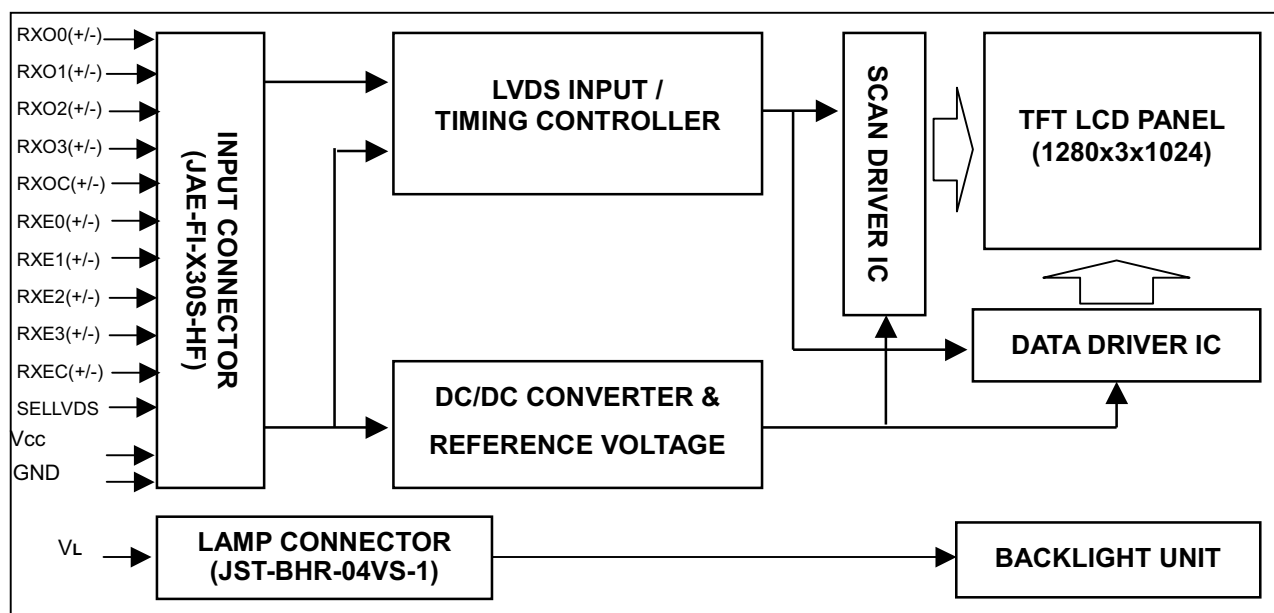 RXO0(+/-)
RXO1(+/-)
RXO2(+/-)
RXO3(+/-)
RXOC(+/-)
RXE0(+/-)
RXE1(+/-)
RXE2(+/-)
RXE3(+/-)
RXEC(+/-)
SELLVDS
Vcc
GND
VL
INPUT CONNECTOR
(JAE-FI-X30S-HF)
LVDS INPUT /
TIMING CONTROLLER
SCAN DRIVER IC
TFT LCD PANEL
(1280x3x1024)
DATA DRIVER IC
DC/DC CONVERTER &
REFERENCE VOLTAGE
LAMP CONNECTOR
(JST-BHR-04VS-1)
BACKLIGHT UNIT